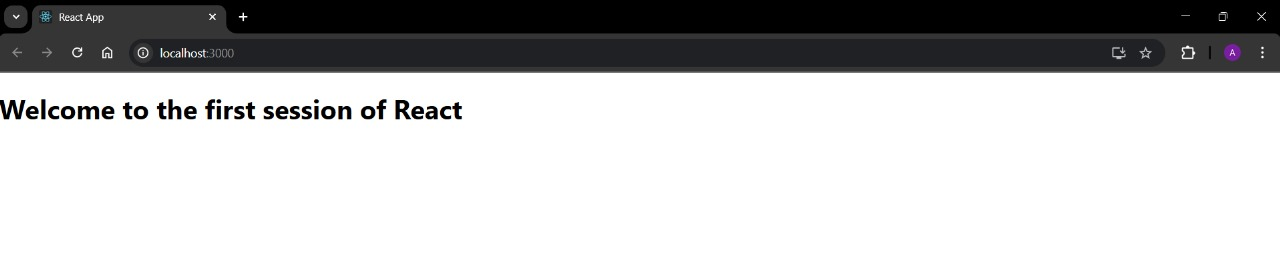 React App
localhost:3000
A
Welcome to the first session of React